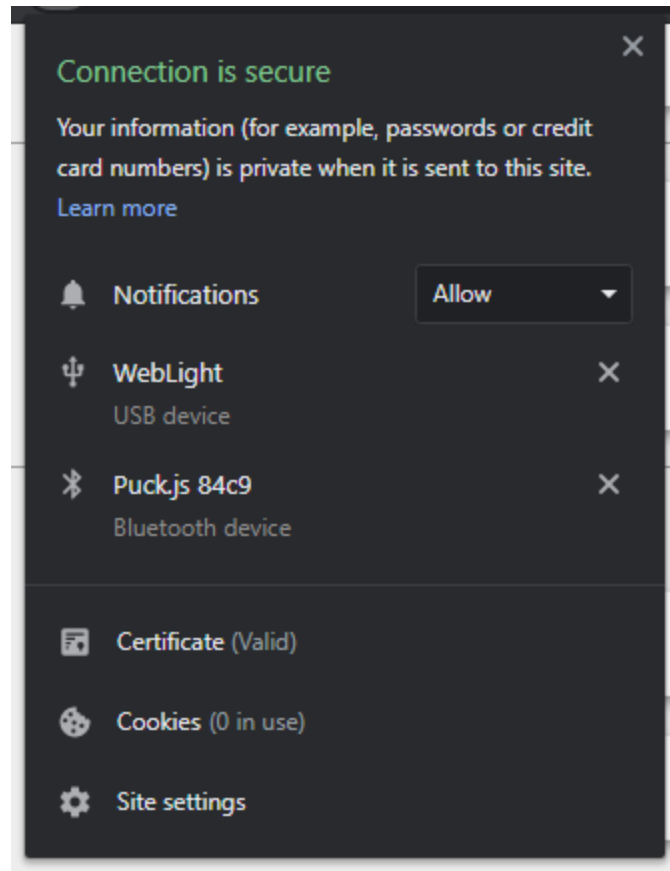 Connection is secure
Your information (for example, passwords or credit
card numbers) is private when it is sent to this site.
Learn more
Notifications Allow
WebLight
USB device
Puck.js 84c9
Bluetooth device
Certificate (Valid)
Cookies (0 in use)
Site settings